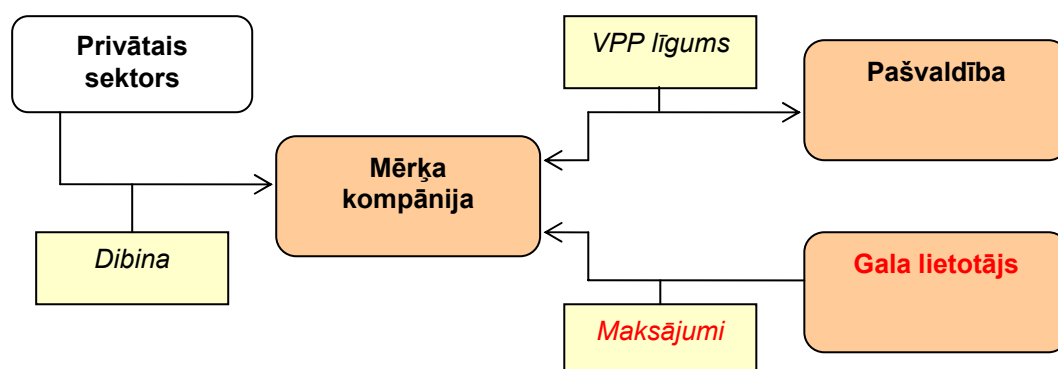 Privātais
sektors
VPP līgums
Pašvaldība
Mērķa
kompānija
Dibina
Gala lietotājs
Maksājumi